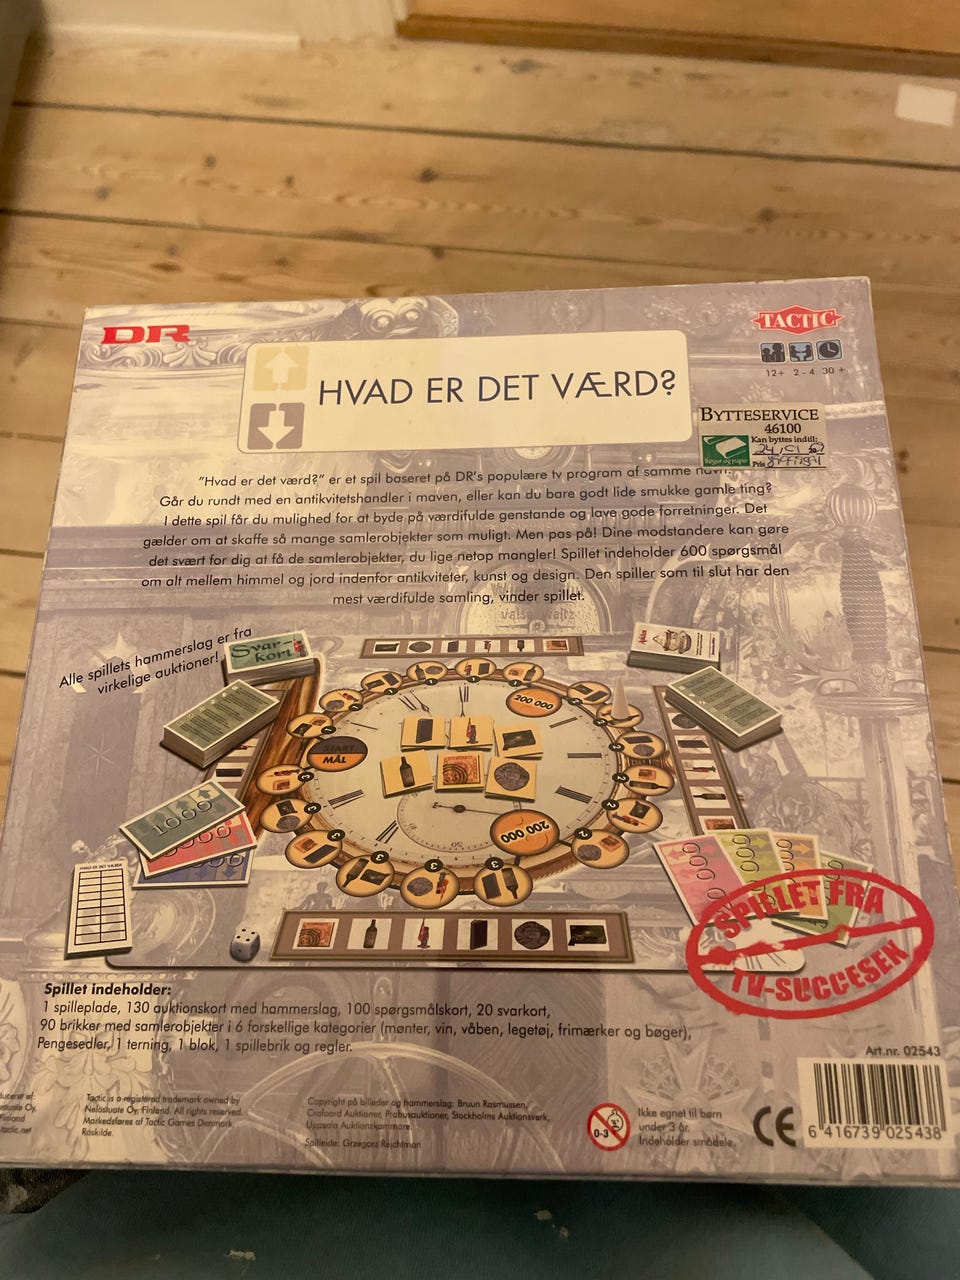 DR
TACTIC
12+ 2 - 4 30 +
HVAD ER DET VÆRD?
BYTTESERVICE
46100
Kan byttes indtil:
Bøger og papir
Pris
"Hvad er det værd?" er et spil baseret på DR's populære tv program af samme navn.
Går du rundt med en antikvitetshandler i maven, eller kan du bare godt lide smukke gamle ting?
I dette spil får du mulighed for at byde på værdifulde genstande og lave gode forretninger. Det
gælder om at skaffe så mange samlerobjekter som muligt. Men pas på! Dine modstandere kan gøre
det svært for dig at få de samlerobjekter, du lige netop mangler! Spillet indeholder 600 spørgsmål
om alt mellem himmel og jord indenfor antikviteter, kunst og design. Den spiller som til slut har den
mest værdifulde samling, vinder spillet.
Alle spillets hammerslag er fra
virkelige auktioner!
Svar-
kort
200 000
START
MÅL
200 000
1000
HVAD ER DET VÆRD?
SPILLET FRA
TV-SUCCESEN
Spillet indeholder:
1 spilleplade, 130 auktionskort med hammerslag, 100 spørgsmålskort, 20 svarkort,
90 brikker med samlerobjekter i 6 forskellige kategorier (mønter, vin, våben, legetøj, frimærker og bøger),
Pengesedler, 1 terning, 1 blok, 1 spillebrik og regler.
Art.nr. 02543
Tactic is a registered trademark owned by
Nelostuote Oy, Finland. All rights reserved.
Markedsføres af Tactic Games Denmark,
Roskilde.
Copyright på billeder og hammerslag: Bruun Rasmussen,
Crafoord Auktioner, Probusauktioner, Stockholms Auktionsverk,
Uppsala Auktionskammare.
Spilleide: Grzegorz Rejchtman
0-3
Ikke egnet til børn
under 3 år.
Indeholder smådele.
CE
6 416739 025438